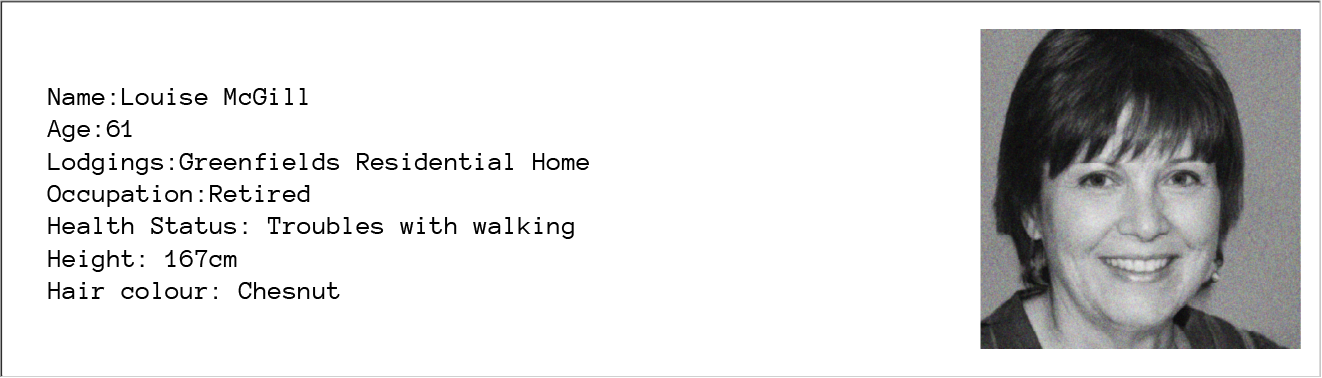 Name:Louise McGill
Age:61
Lodgings:Greenfields Residential Home
Occupation:Retired
Health Status: Troubles with walking
Height: 167cm
Hair colour: Chesnut